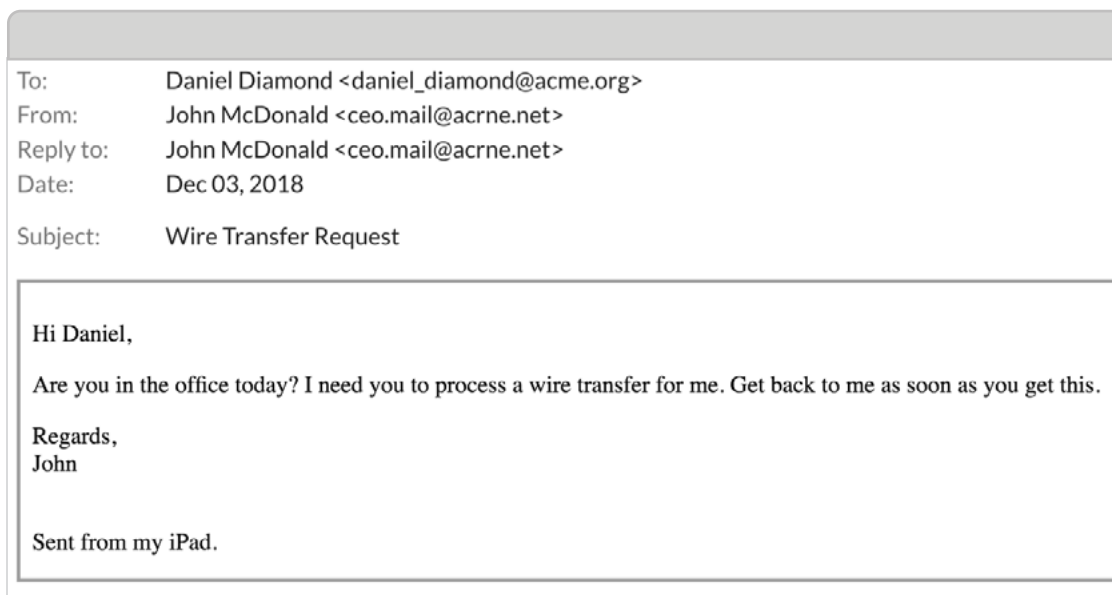 To: Daniel Diamond <daniel_diamond@acme.org>
From: John McDonald <ceo.mail@acrne.net>
Reply to: John McDonald <ceo.mail@acrne.net>
Date: Dec 03, 2018
Subject: Wire Transfer Request
Hi Daniel,
Are you in the office today? I need you to process a wire transfer for me. Get back to me as soon as you get this.
Regards,
John
Sent from my iPad.